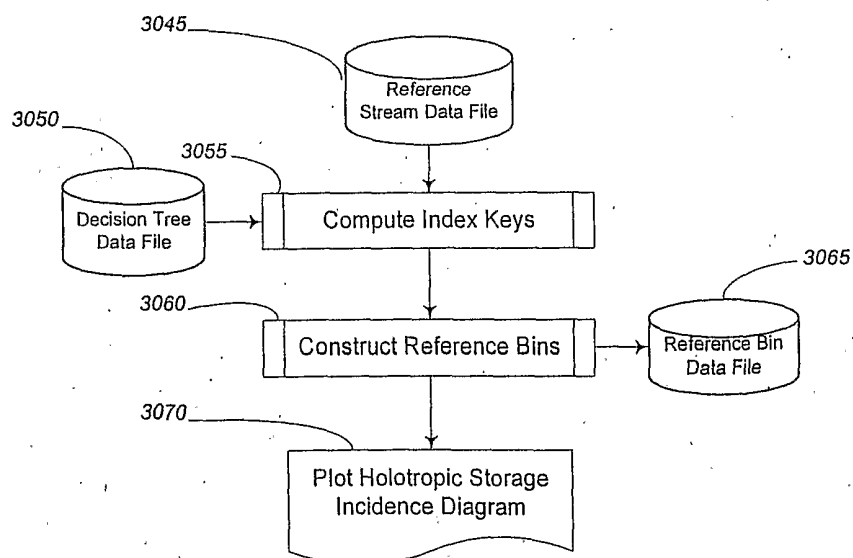 3045
Reference
Stream Data File
3050
3055
Decision Tree
Data File
Compute Index Keys
3065
3060
Construct Reference Bins
Reference Bin
Data File
3070
Plot Holotropic Storage
Incidence Diagram